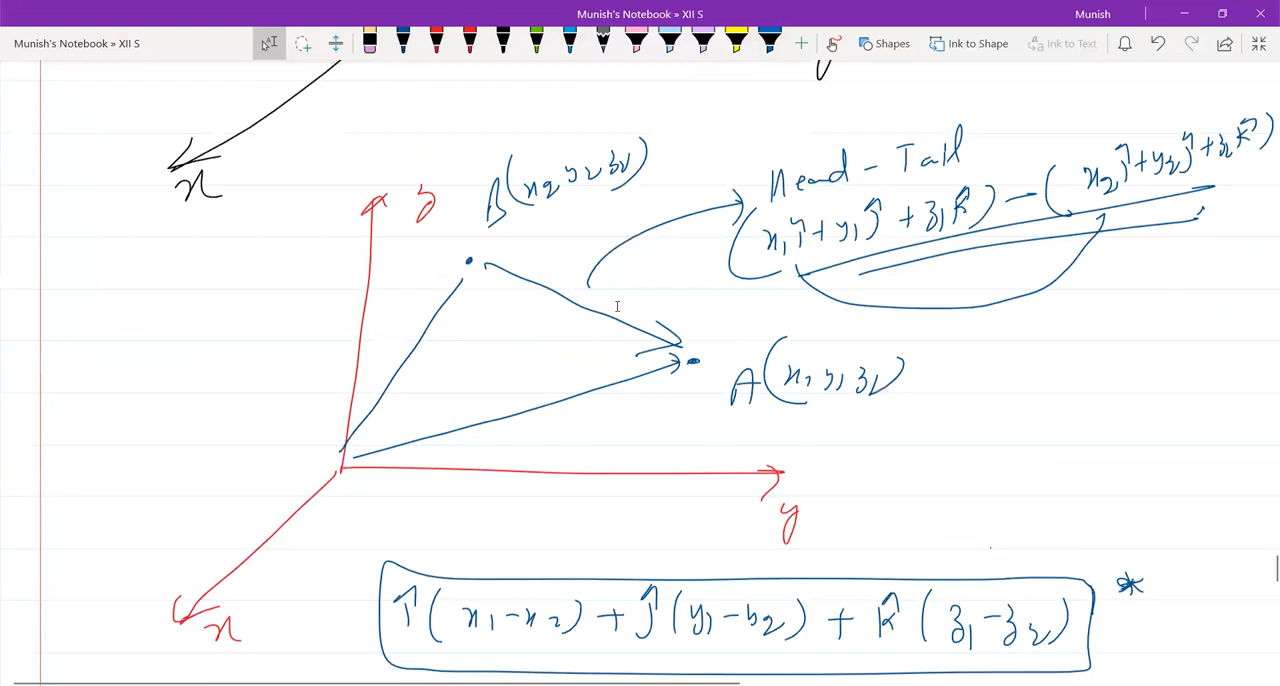 Munish's Notebook » XII S
Munish
Munish's Notebook » XII S
Shapes
Ink to Shape
Ink to Text
y
x
z
B(x2 y2 z2)
Head - Tail
(x1î + y1ĵ + z1k̂) - (x2î + y2ĵ + z2k̂)
A(x1 y1 z1)
y
x
î(x1 - x2) + ĵ(y1 - y2) + k̂(z1 - z2) *